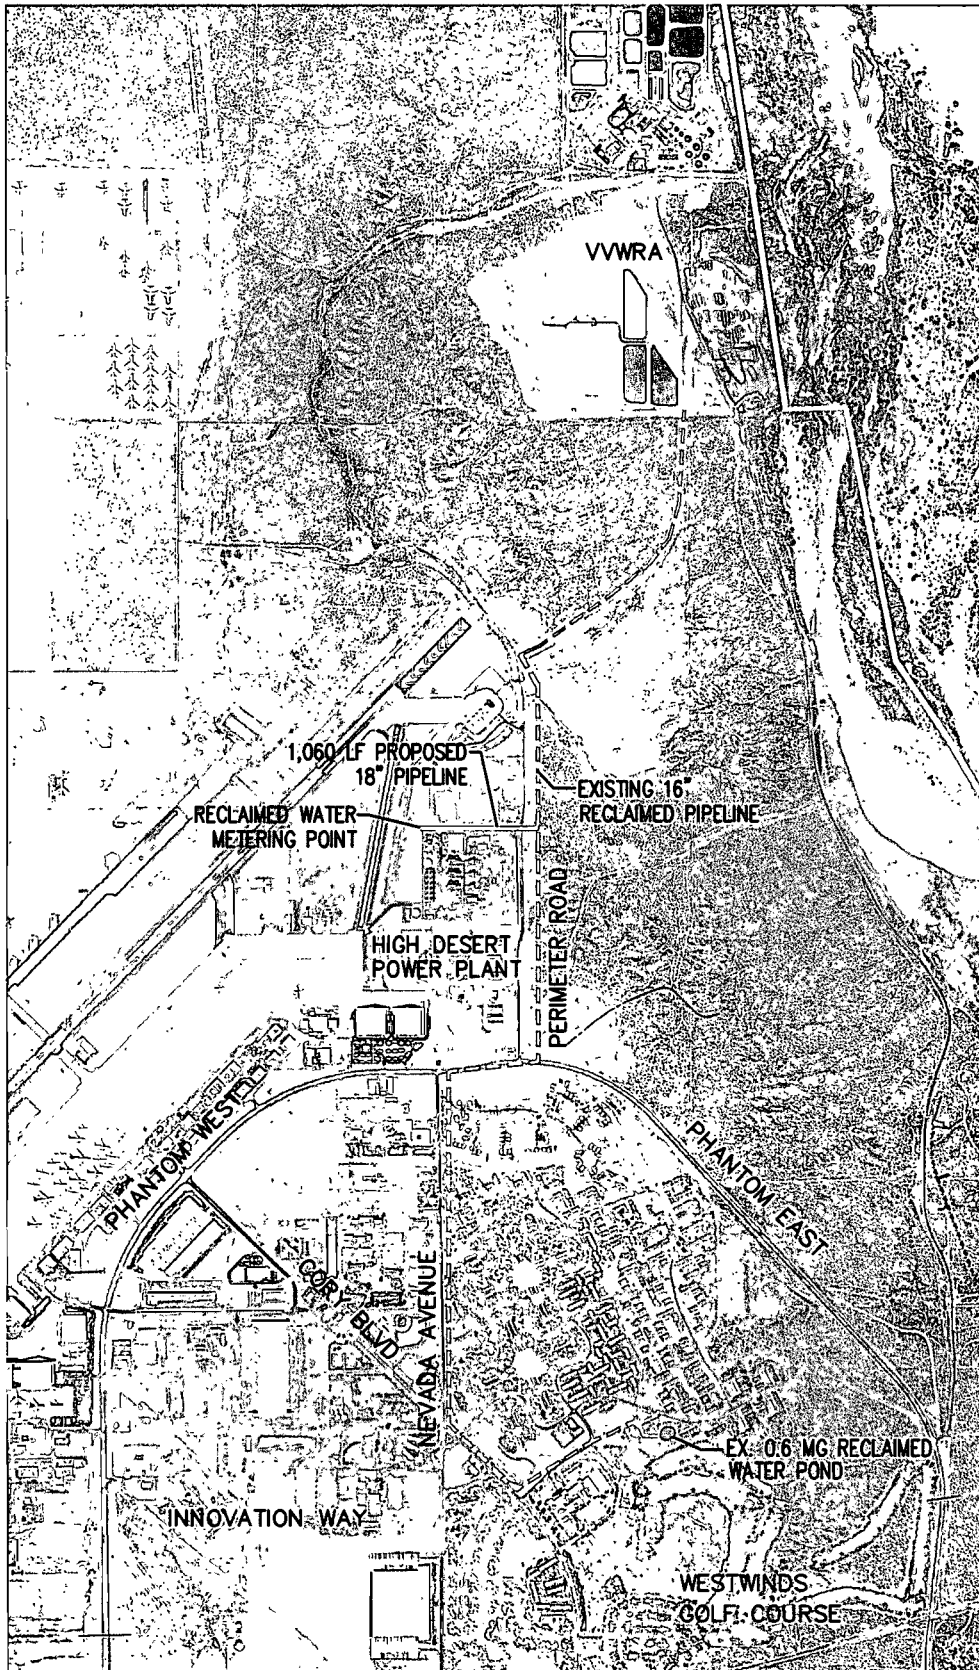 VVWRA
1,060 LF PROPOSED
18" PIPELINE
EXISTING 16"
RECLAIMED PIPELINE
RECLAIMED WATER
METERING POINT
PERIMETER ROAD
HIGH DESERT
POWER PLANT
PHANTOM WEST
PHANTOM EAST
CORY BLVD
NEVADA AVENUE
EX. 0.6 MG RECLAIMED
WATER POND
INNOVATION WAY
WESTWINDS
GOLF COURSE